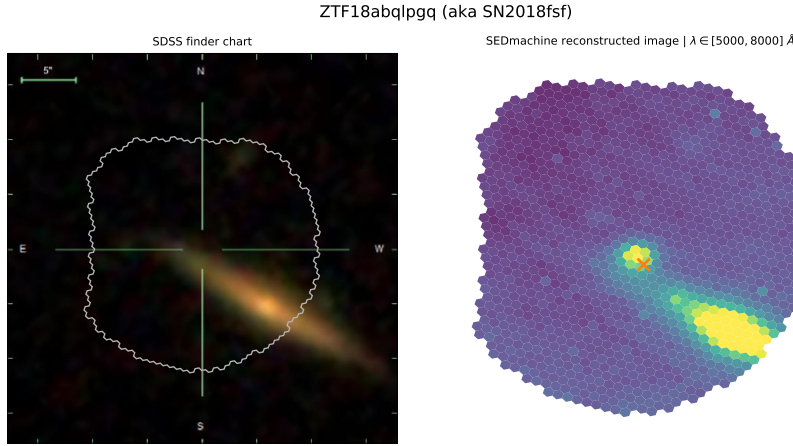 ZTF18abqlpgq (aka SN2018fsf)
SDSS finder chart
SEDmachine reconstructed image | λ ∈ [5000, 8000] Å
5"
N
E
W
S